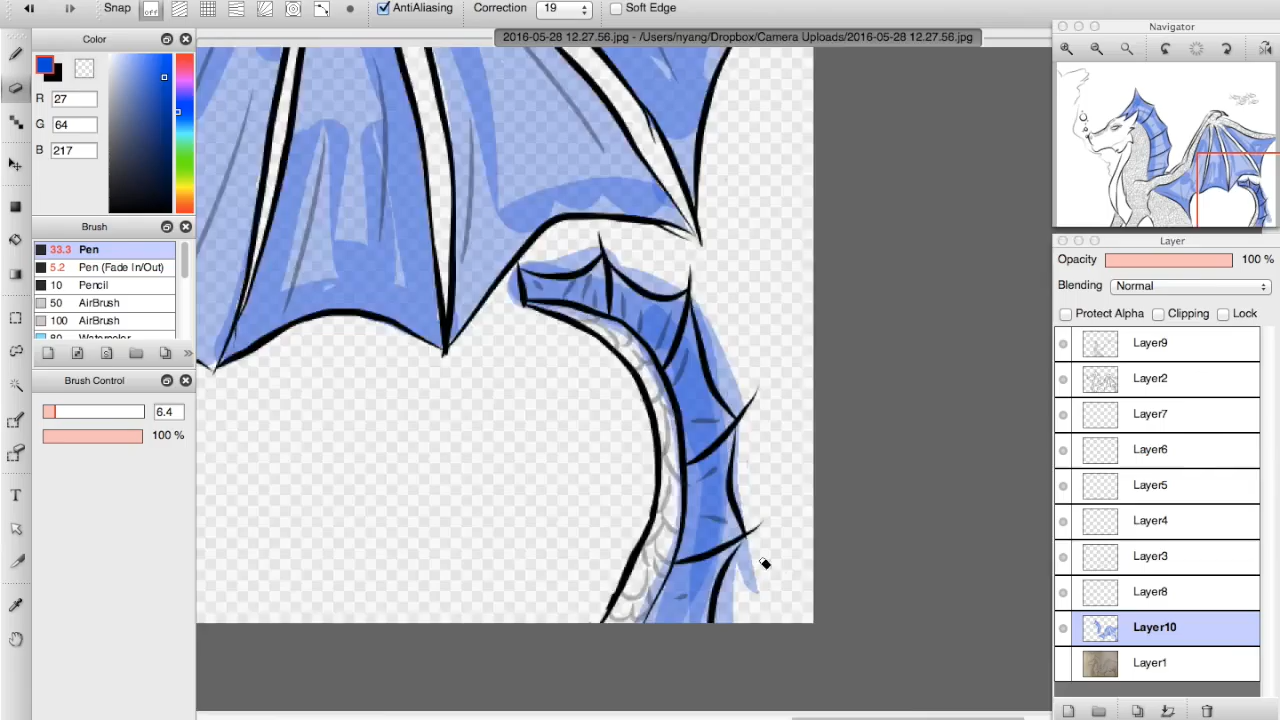 Snap off AntiAliasing Correction 19 Soft Edge
2016-05-28 12.27.56.jpg - /Users/nyang/Dropbox/Camera Uploads/2016-05-28 12.27.56.jpg
Color
R 27
G 64
B 217
Brush
33.3 Pen
5.2 Pen (Fade In/Out)
10 Pencil
50 AirBrush
100 AirBrush
Brush Control
6.4
100 %
T
Navigator
Layer
Opacity 100 %
Blending Normal
Protect Alpha Clipping Lock
Layer9
Layer2
Layer7
Layer6
Layer5
Layer4
Layer3
Layer8
Layer10
Layer1